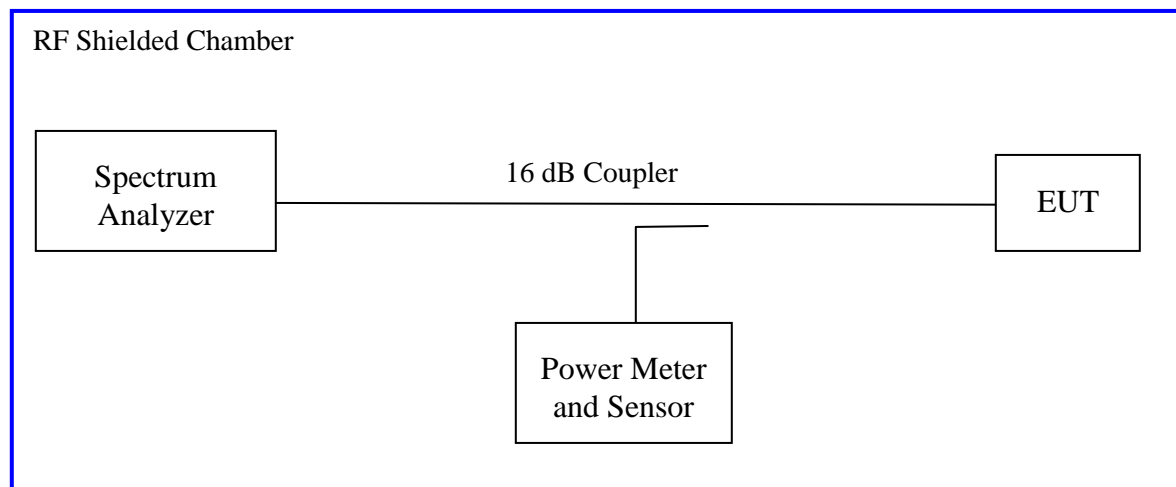 RF Shielded Chamber
Spectrum
Analyzer
16 dB Coupler
EUT
Power Meter
and Sensor